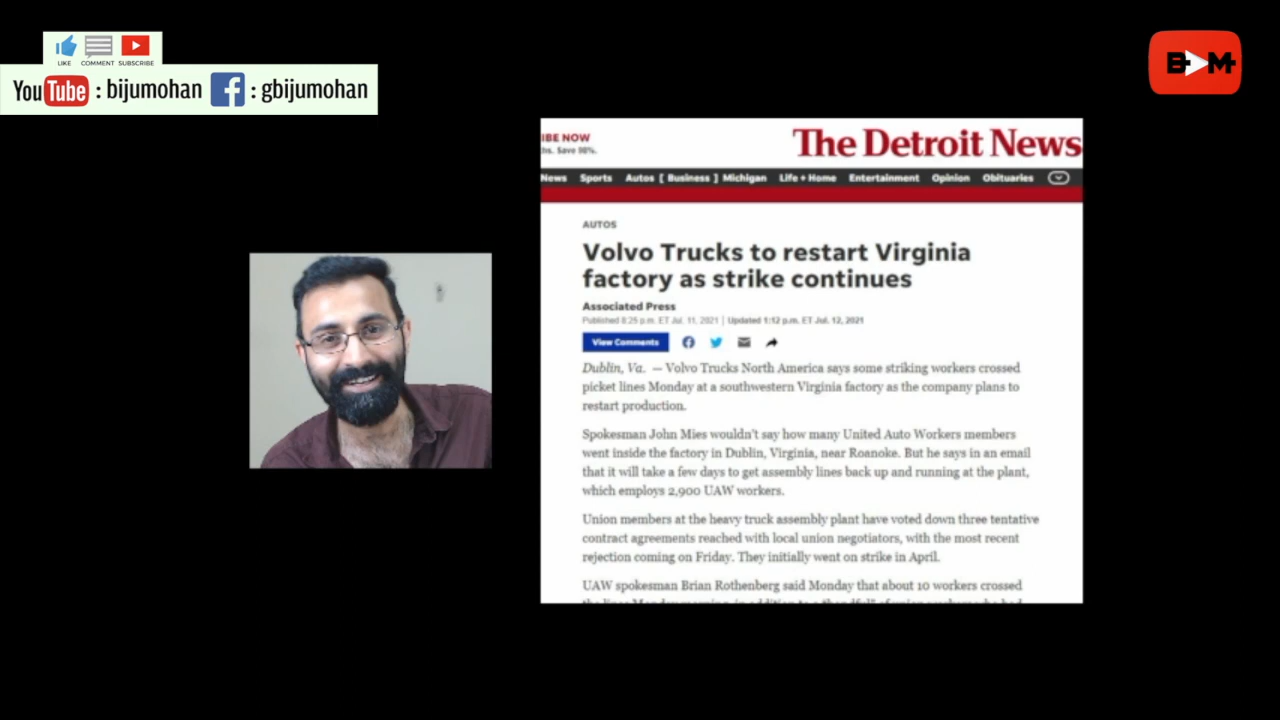 LIKE COMMENT SUBSCRIBE
YouTube : bijumohan f : gbijumohan
B M
IBE NOW
hs. Save 90%.
The Detroit News
News Sports Autos [ Business ] Michigan Life + Home Entertainment Opinion Obituaries
AUTOS
Volvo Trucks to restart Virginia
factory as strike continues
Associated Press
Published 8:25 p.m. ET Jul. 11, 2021 | Updated 1:12 p.m. ET Jul. 12, 2021
View Comments
Dublin, Va. — Volvo Trucks North America says some striking workers crossed
picket lines Monday at a southwestern Virginia factory as the company plans to
restart production.
Spokesman John Mies wouldn't say how many United Auto Workers members
went inside the factory in Dublin, Virginia, near Roanoke. But he says in an email
that it will take a few days to get assembly lines back up and running at the plant,
which employs 2,900 UAW workers.
Union members at the heavy truck assembly plant have voted down three tentative
contract agreements reached with local union negotiators, with the most recent
rejection coming on Friday. They initially went on strike in April.
UAW spokesman Brian Rothenberg said Monday that about 10 workers crossed